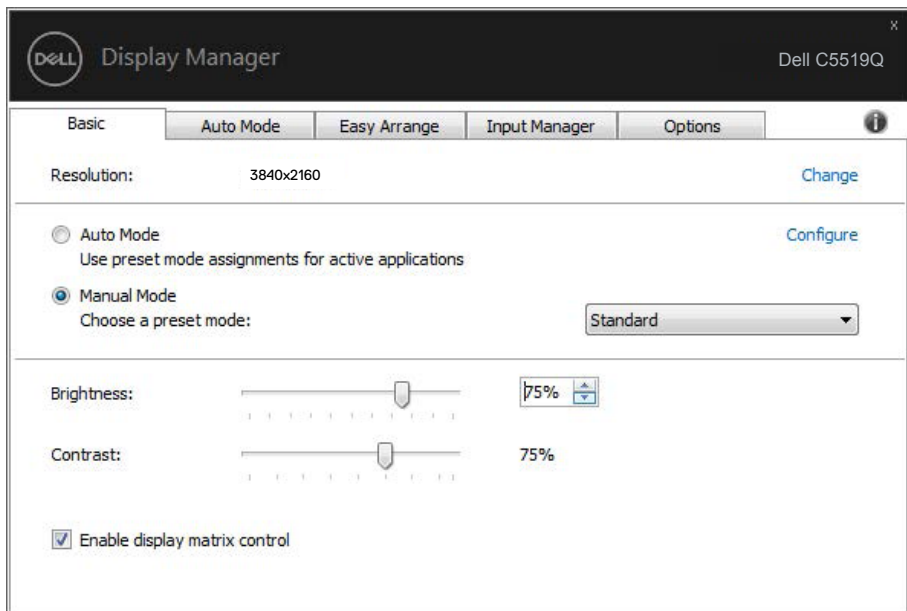 DELL Display Manager
x
Dell C5519Q
Basic Auto Mode Easy Arrange Input Manager Options i
Resolution: 3840x2160 Change
Auto Mode Configure
Use preset mode assignments for active applications
Manual Mode
Choose a preset mode: Standard
Brightness: 75%
Contrast: 75%
Enable display matrix control